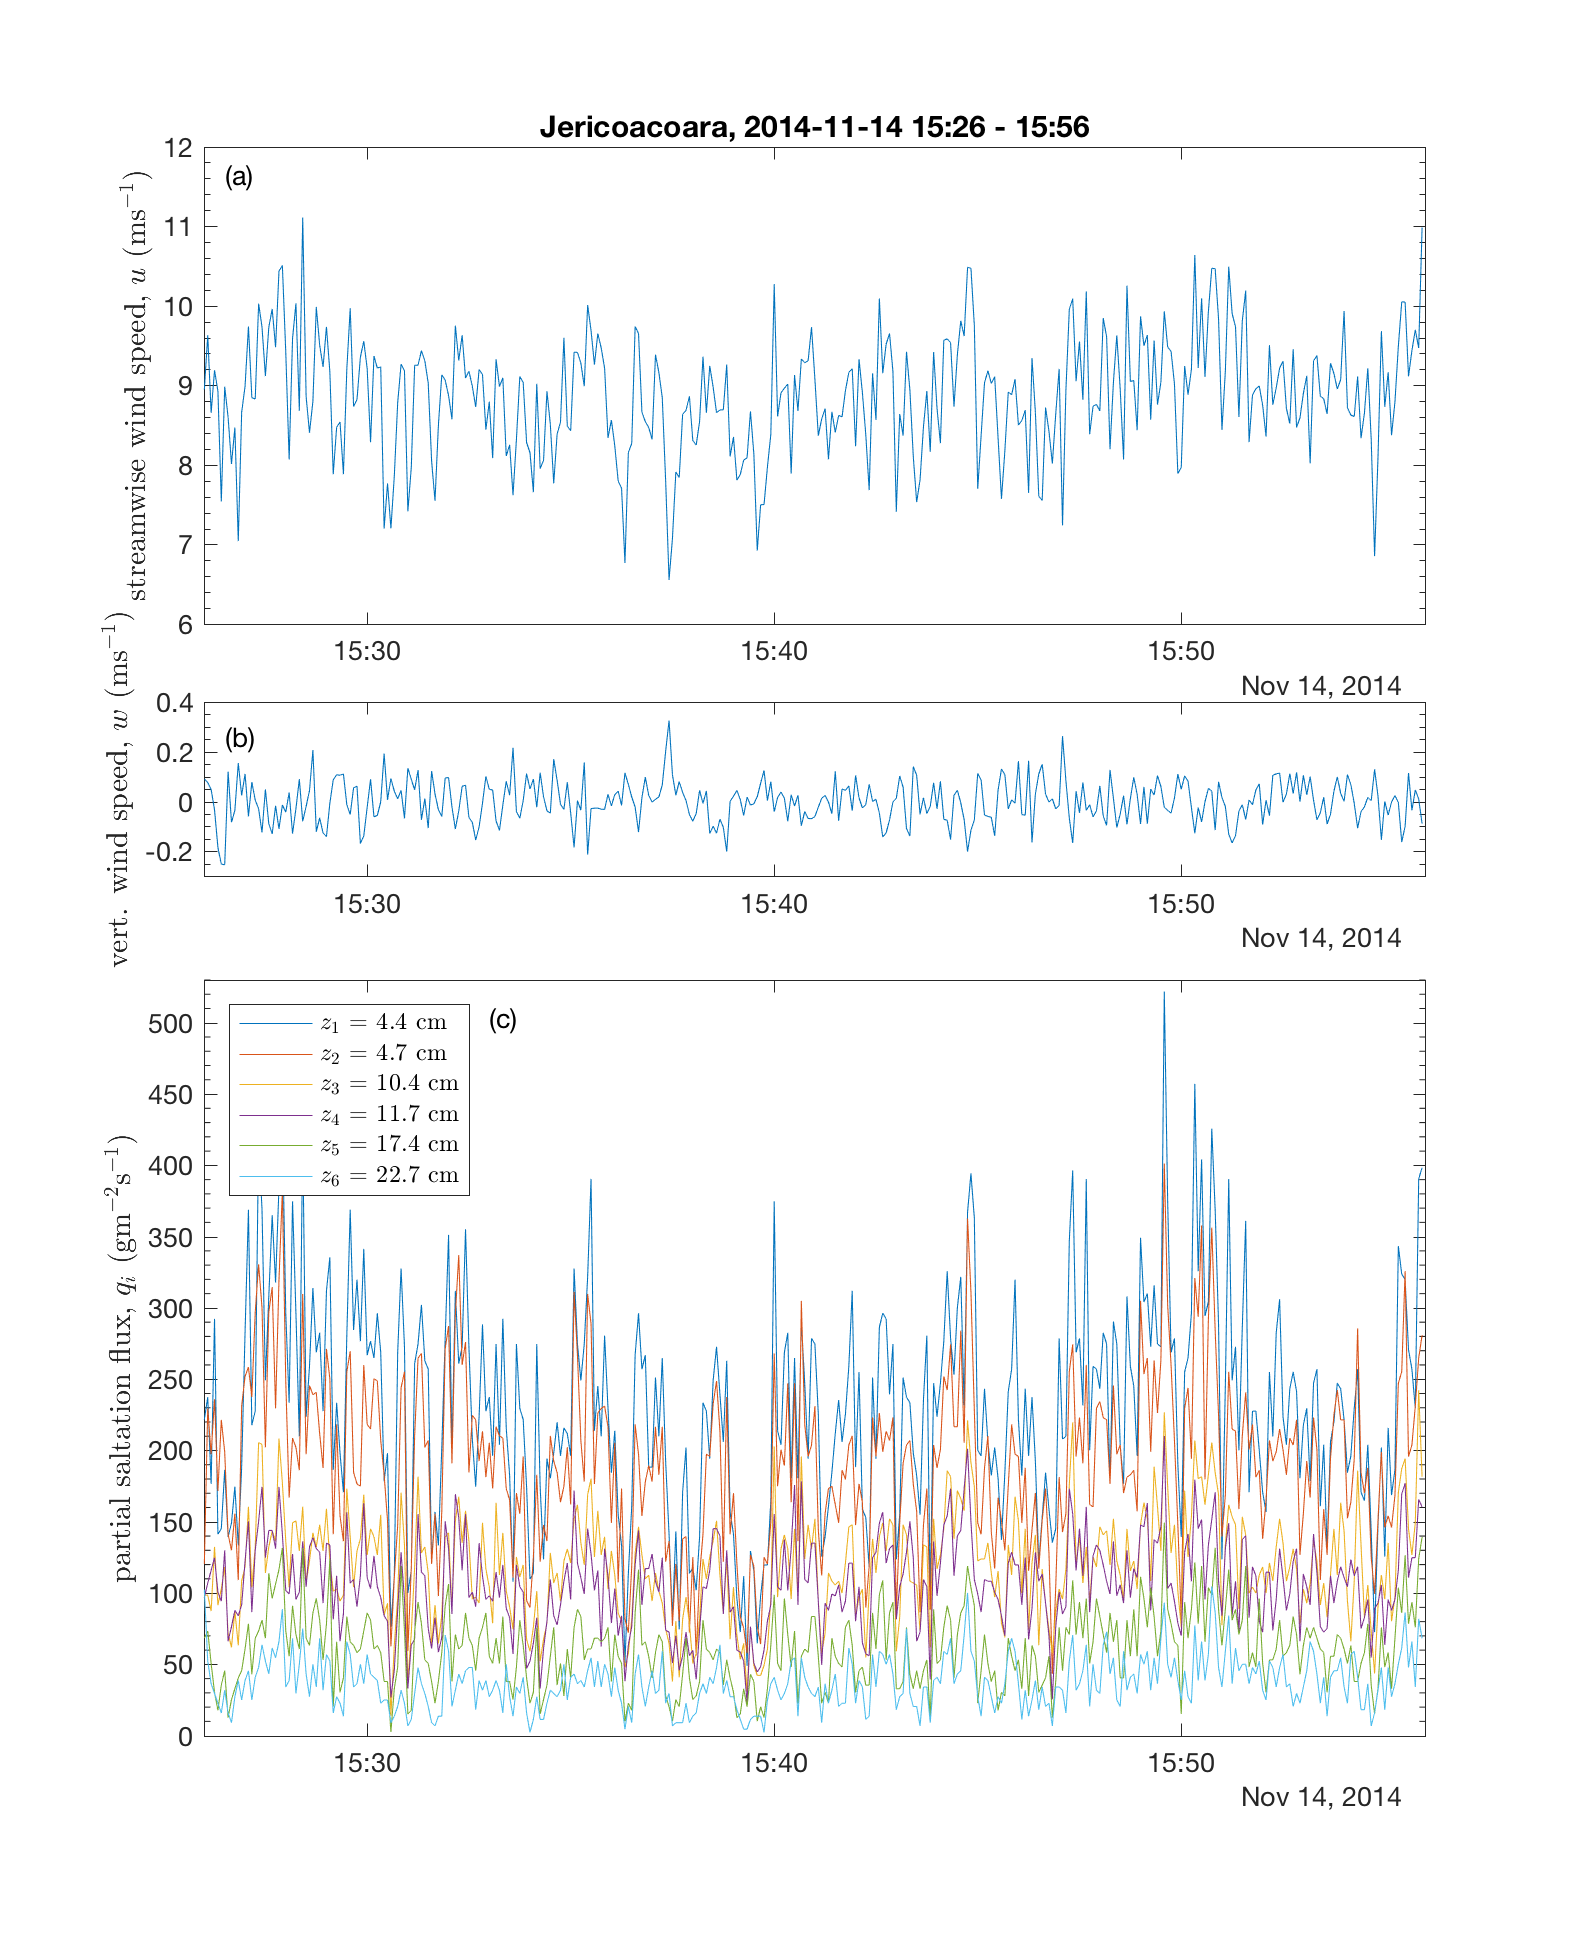 Jericoacoara, 2014-11-14 15:26 - 15:56
streamwise wind speed, u (ms⁻¹)
12
11
10
9
8
7
6
(a)
15:30 15:40 15:50
Nov 14, 2014
vert. wind speed, w (ms⁻¹)
0.4
0.2
0
-0.2
(b)
15:30 15:40 15:50
Nov 14, 2014
partial saltation flux, qᵢ (gm⁻²s⁻¹)
500
450
400
350
300
250
200
150
100
50
0
z₁ = 4.4 cm
z₂ = 4.7 cm
z₃ = 10.4 cm
z₄ = 11.7 cm
z₅ = 17.4 cm
z₆ = 22.7 cm
(c)
15:30 15:40 15:50
Nov 14, 2014